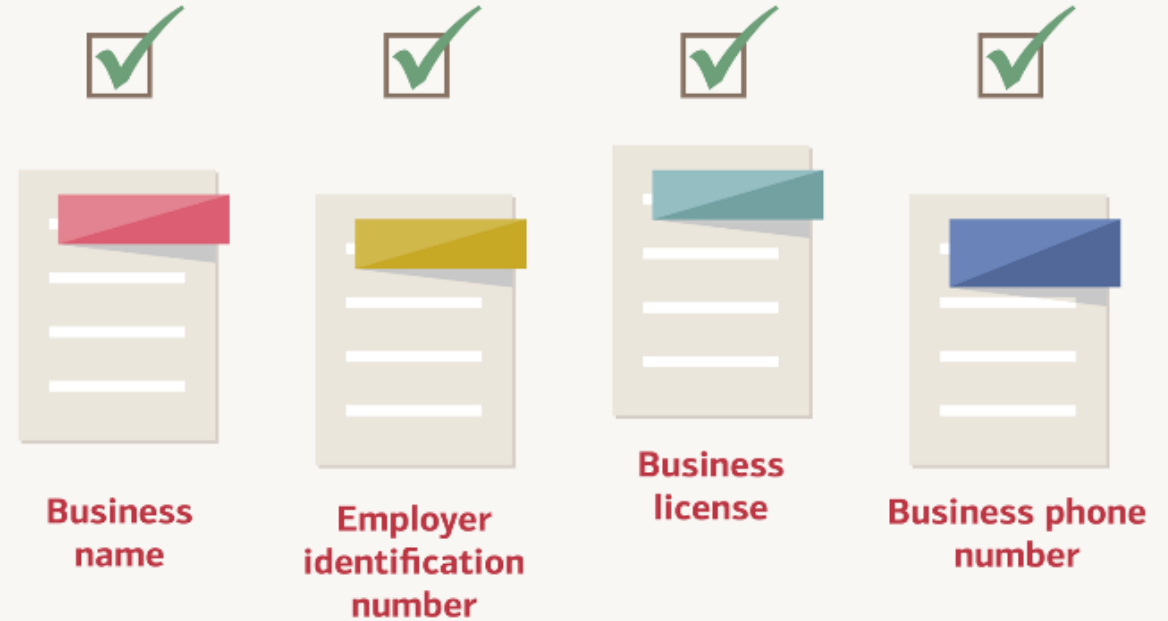 Business
name
Employer
identification
number
Business
license
Business phone
number